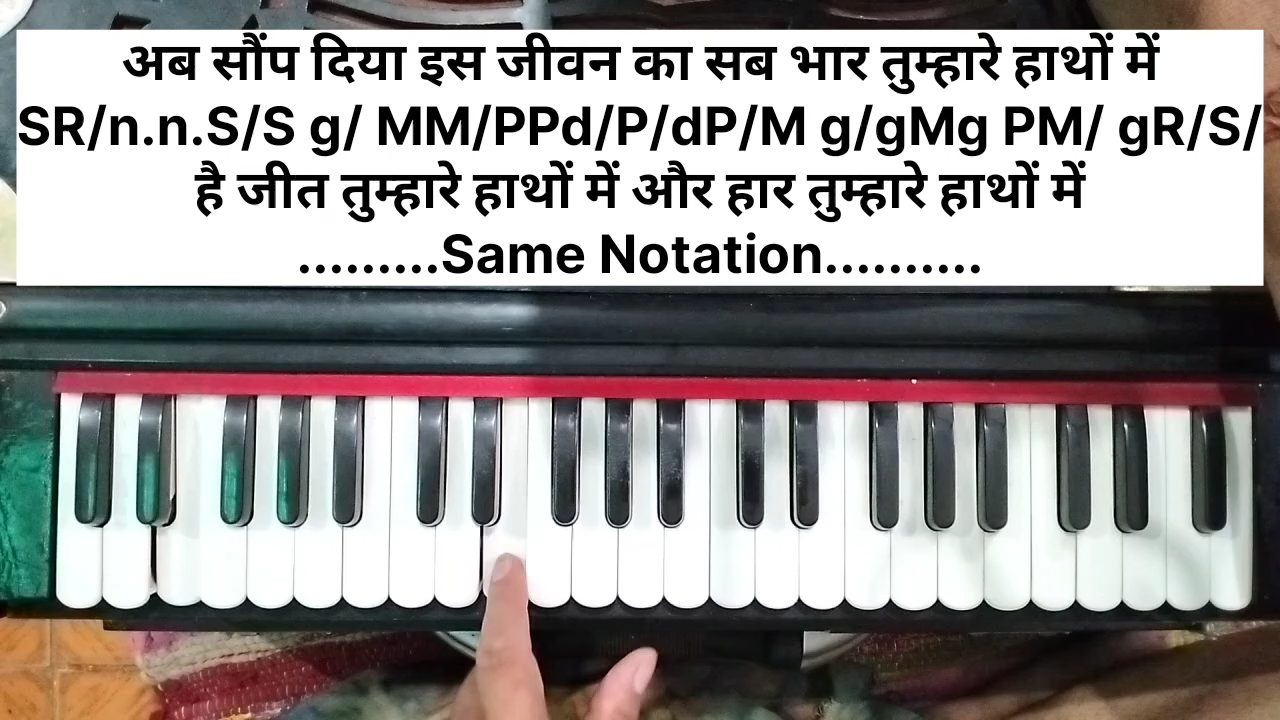 अब सौंप दिया इस जीवन का सब भार तुम्हारे हाथों में
SR/n.n.S/S g/ MM/PPd/P/dP/M g/gMg PM/ gR/S/
है जीत तुम्हारे हाथों में और हार तुम्हारे हाथों में
.........Same Notation..........